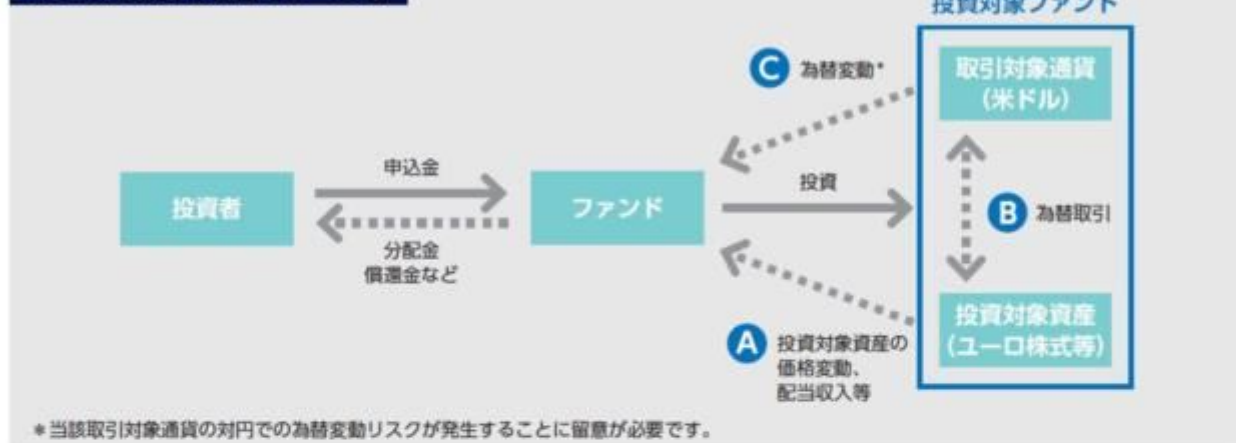 投資対象ファンド
C 為替変動*
取引対象通貨
(米ドル)
申込金
投資
投資者
ファンド
B 為替取引
分配金
償還金など
A 投資対象資産の
価格変動、
配当収入等
投資対象資産
(ユーロ株式等)
*当該取引対象通貨の対円での為替変動リスクが発生することに留意が必要です。